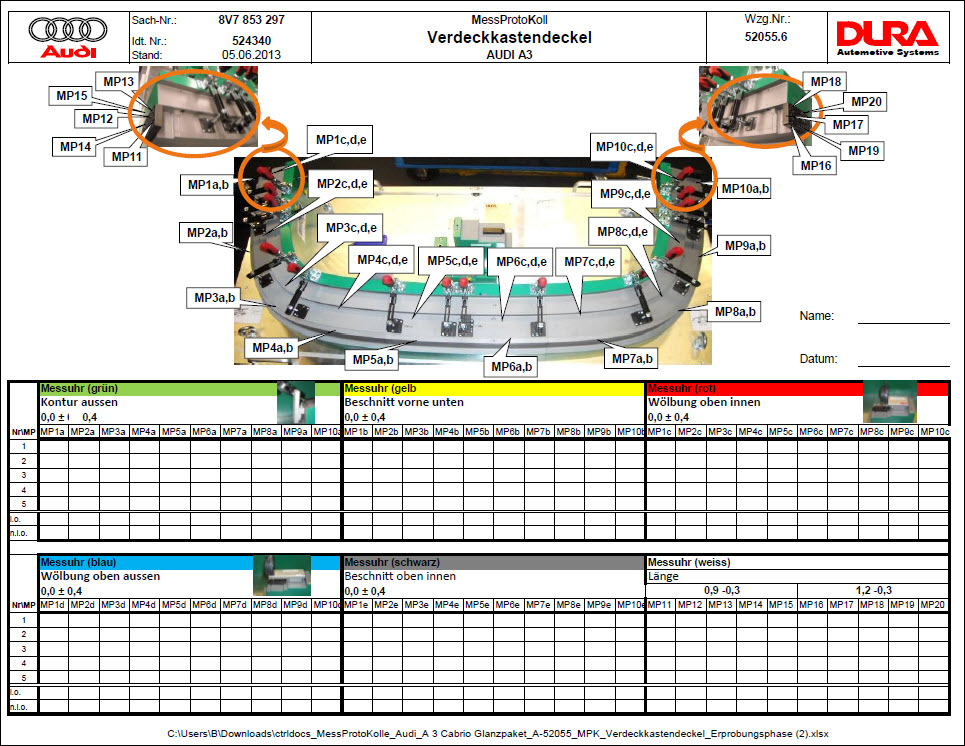 Audi
Sach-Nr.: 8V7 853 297
Idt. Nr.: 524340
Stand: 05.06.2013
MessProtoKoll
Verdeckkastendeckel
AUDI A3
Wzg.Nr.:
52055.6
DURA
Automotive Systems
MP13
MP15
MP12
MP14
MP11
MP18
MP20
MP17
MP19
MP16
MP1c,d,e
MP10c,d,e
MP1a,b
MP2c,d,e
MP9c,d,e
MP10a,b
MP2a,b
MP3c,d,e
MP8c,d,e
MP9a,b
MP4c,d,e
MP5c,d,e
MP6c,d,e
MP7c,d,e
MP3a,b
MP8a,b
MP4a,b
MP5a,b
MP6a,b
MP7a,b
DURA
Name:
Datum:
Messuhr (grün) Messuhr (gelb Messuhr (rot)
Kontur aussen Beschnitt vorne unten Wölbung oben innen
0,0 ± 0,4 0,0 ± 0,4 0,0 ± 0,4
Nr\MP MP1a MP2a MP3a MP4a MP5a MP6a MP7a MP8a MP9a MP10a MP1b MP2b MP3b MP4b MP5b MP6b MP7b MP8b MP9b MP10b MP1c MP2c MP3c MP4c MP5c MP6c MP7c MP8c MP9c MP10c
1
2
3
4
5
i.o.
n.i.o.
Messuhr (blau) Messuhr (schwarz) Messuhr (weiss)
Wölbung oben aussen Beschnitt oben innen Länge
0,0 ± 0,4 0,0 ± 0,4 0,9 -0,3 1,2 -0,3
Nr\MP MP1d MP2d MP3d MP4d MP5d MP6d MP7d MP8d MP9d MP10d MP1e MP2e MP3e MP4e MP5e MP6e MP7e MP8e MP9e MP10e MP11 MP12 MP13 MP14 MP15 MP16 MP17 MP18 MP19 MP20
1
2
3
4
5
i.o.
n.i.o.
C:\Users\B\Downloads\ctrldocs_MessProtoKolle_Audi_A 3 Cabrio Glanzpaket_A-52055_MPK_Verdeckkastendeckel_Erprobungsphase (2).xlsx